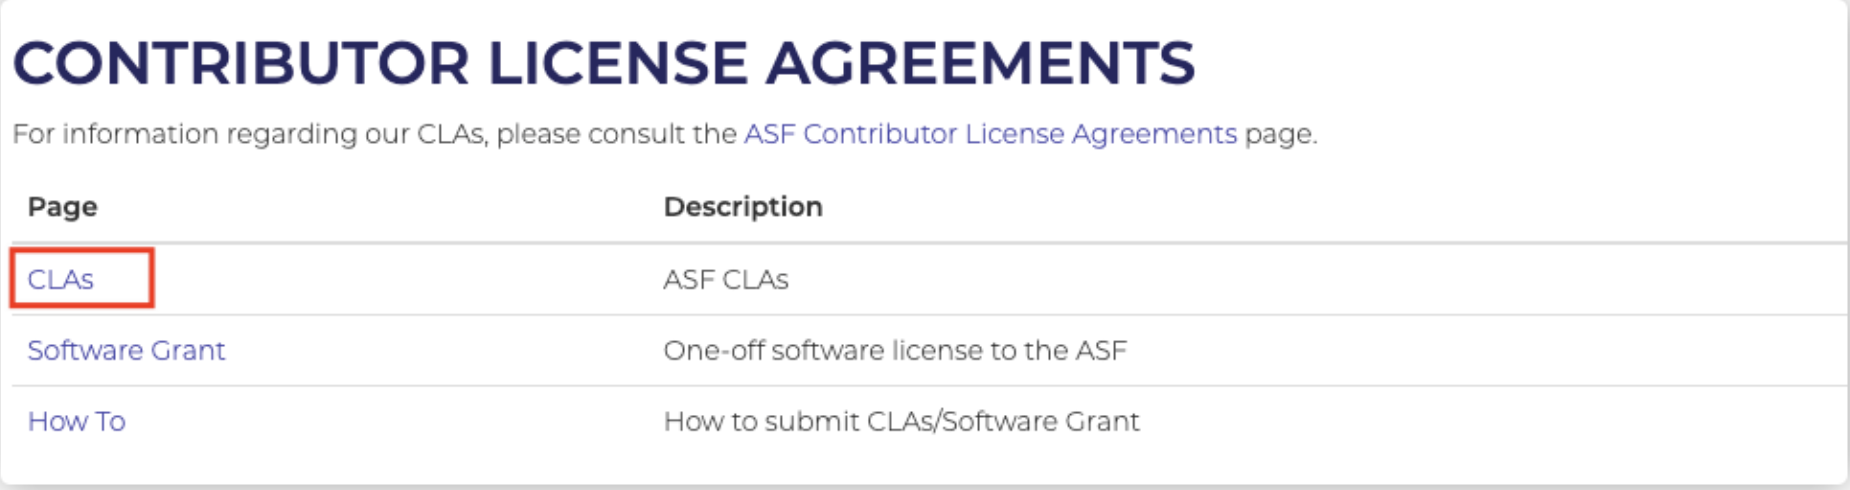 CONTRIBUTOR LICENSE AGREEMENTS
For information regarding our CLAs, please consult the ASF Contributor License Agreements page.
Page Description
CLAs ASF CLAs
Software Grant One-off software license to the ASF
How To How to submit CLAs/Software Grant